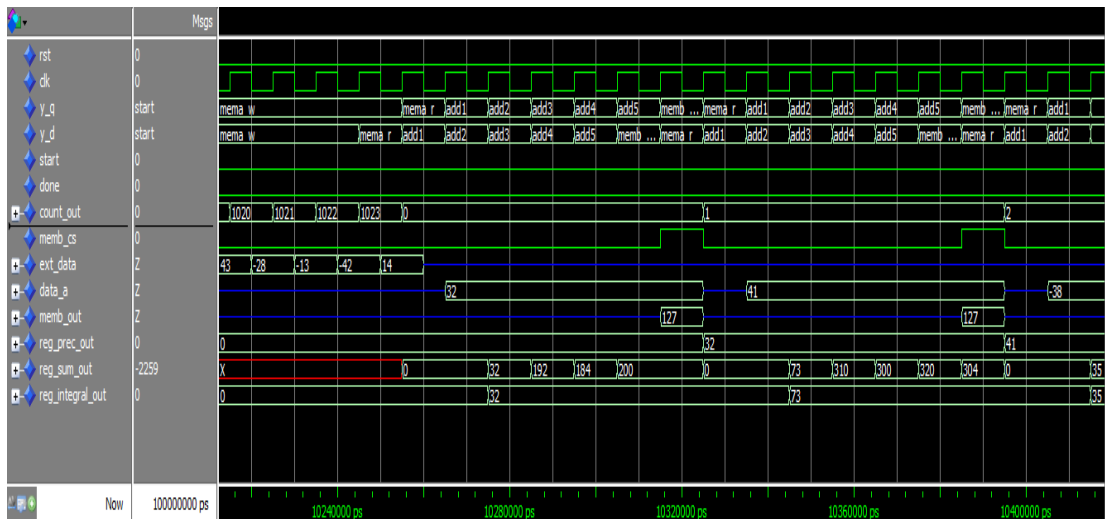 Msgs
rst 0
clk 0
y_q start mema w mema r add1 add2 add3 add4 add5 memb ... mema r add1 add2 add3 add4 add5 memb ... mema r add1
y_d start mema w mema r add1 add2 add3 add4 add5 memb ... mema r add1 add2 add3 add4 add5 memb ... mema r add1 add2
start 0
done 0
count_out 0 1020 1021 1022 1023 0 1 2
memb_cs 0
ext_data Z 43 -28 -13 -42 14
data_a Z 32 41 -38
memb_out Z 127 127
reg_prec_out 0 0 32 41
reg_sum_out -2259 X 0 32 192 184 200 0 73 310 300 320 304 0 35
reg_integral_out 0 0 32 73 35
Now 100000000 ps 10240000 ps 10280000 ps 10320000 ps 10360000 ps 10400000 ps